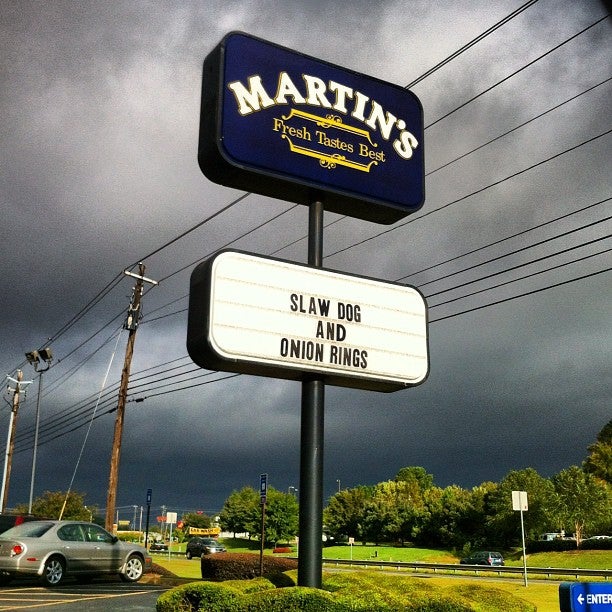 MARTIN'S
Fresh Tastes Best
SLAW DOG
AND
ONION RINGS
ENTER